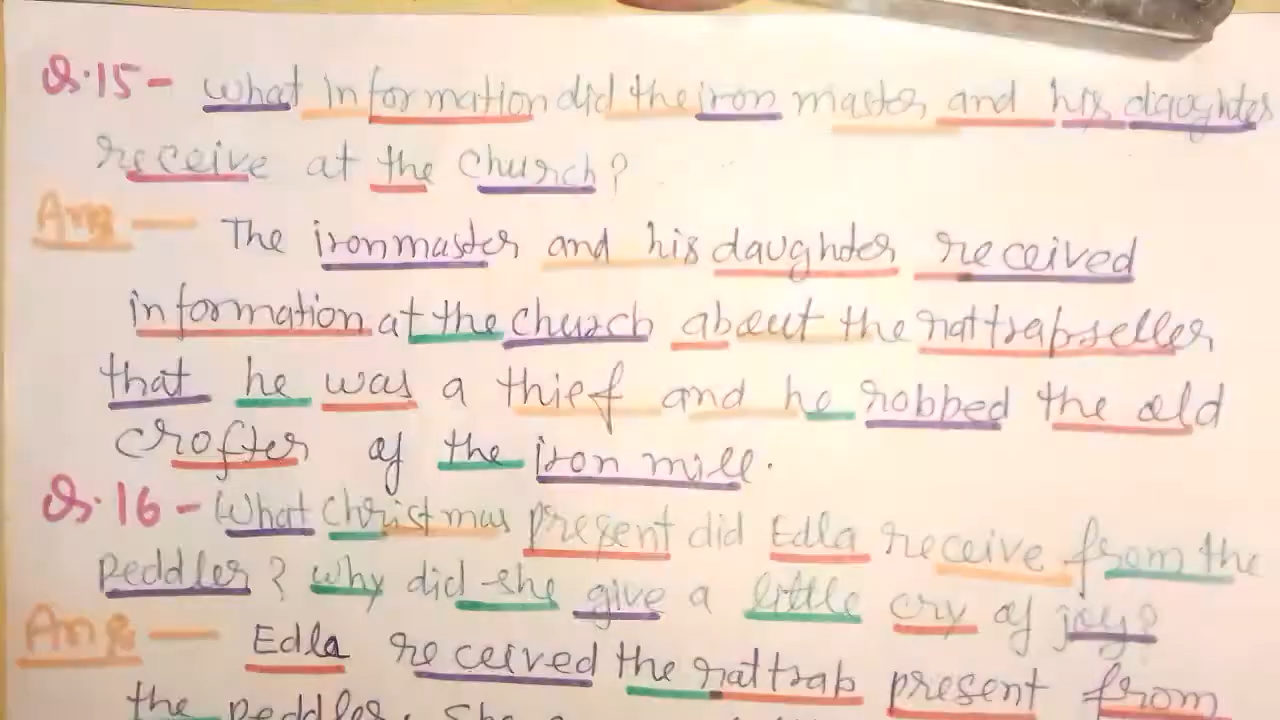 Q.15- What information did the iron master and his daughter
receive at the church?
Ans- The ironmaster and his daughter received
information at the church about the rattrapseller
that he was a thief and he robbed the old
crofter of the iron mill.
Q.16- What Christmas present did Edla receive from the
peddler? Why did she give a little cry of joy?
Ans- Edla received the rattrap present from
the peddler. She